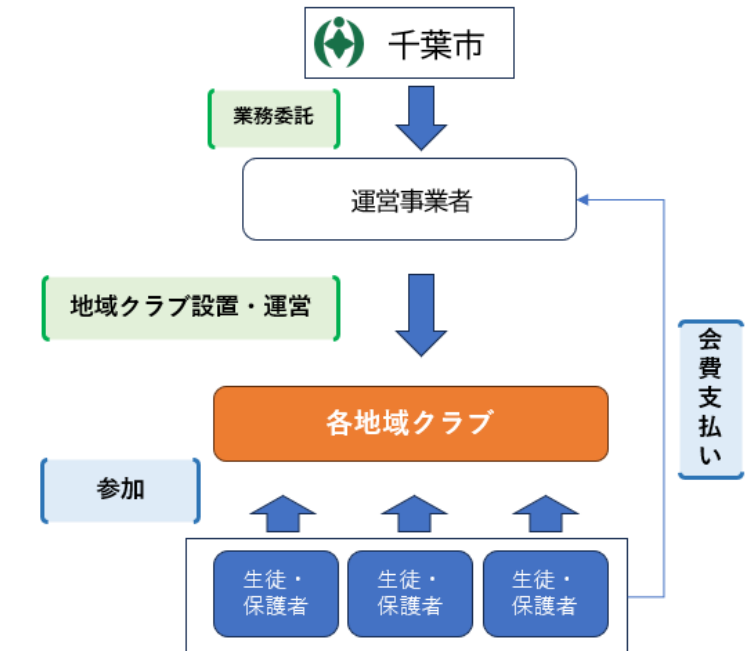 千葉市
業務委託
運営事業者
地域クラブ設置・運営
会費支払い
各地域クラブ
参加
生徒・
保護者
生徒・
保護者
生徒・
保護者